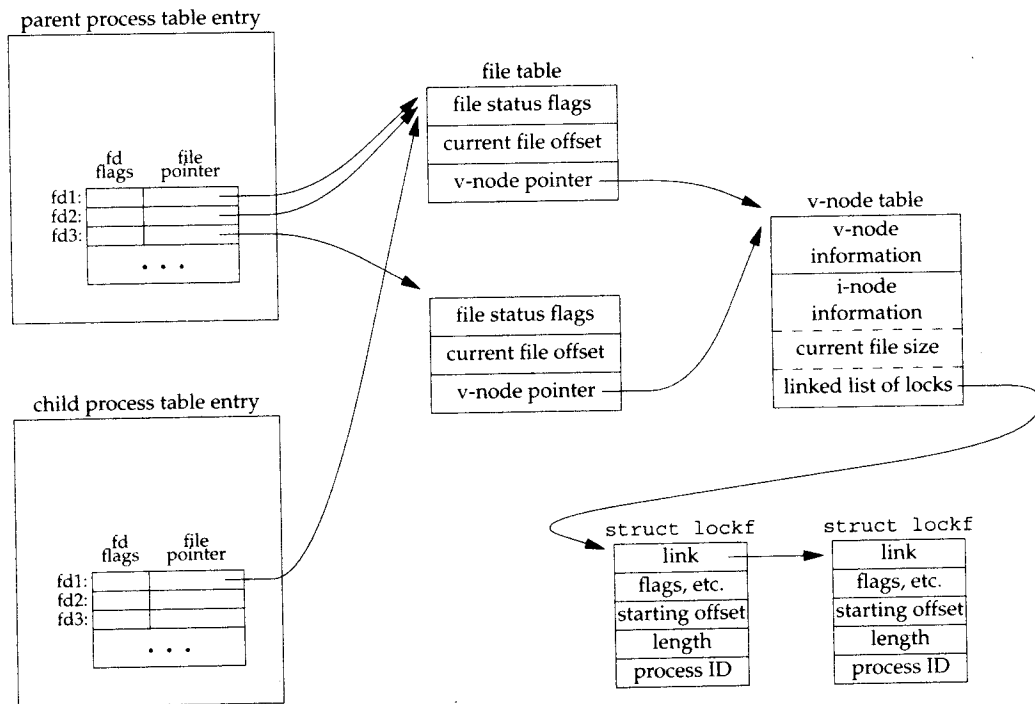 parent process table entry
fd
flags
file
pointer
fd1:
fd2:
fd3:
. . .
file table
file status flags
current file offset
v-node pointer
file status flags
current file offset
v-node pointer
v-node table
v-node
information
i-node
information
current file size
linked list of locks
child process table entry
fd
flags
file
pointer
fd1:
fd2:
fd3:
. . .
struct lockf
link
flags, etc.
starting offset
length
process ID
struct lockf
link
flags, etc.
starting offset
length
process ID